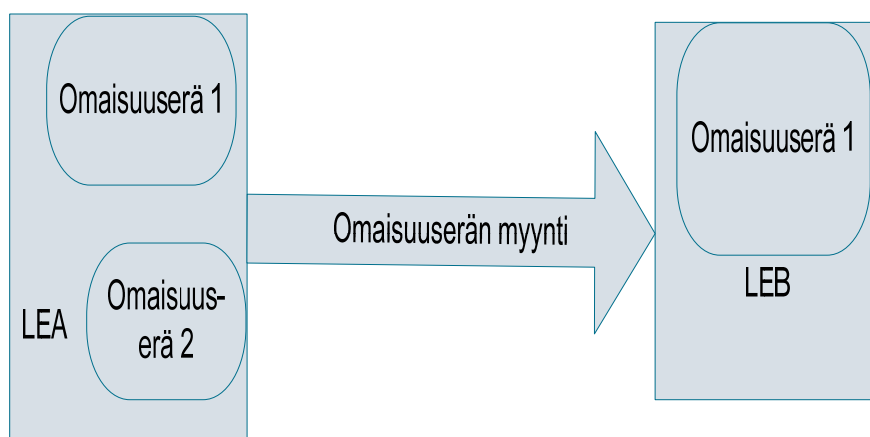 Omaisuuserä 1
Omaisuus-
erä 2
LEA
Omaisuuserän myynti
Omaisuuserä 1
LEB